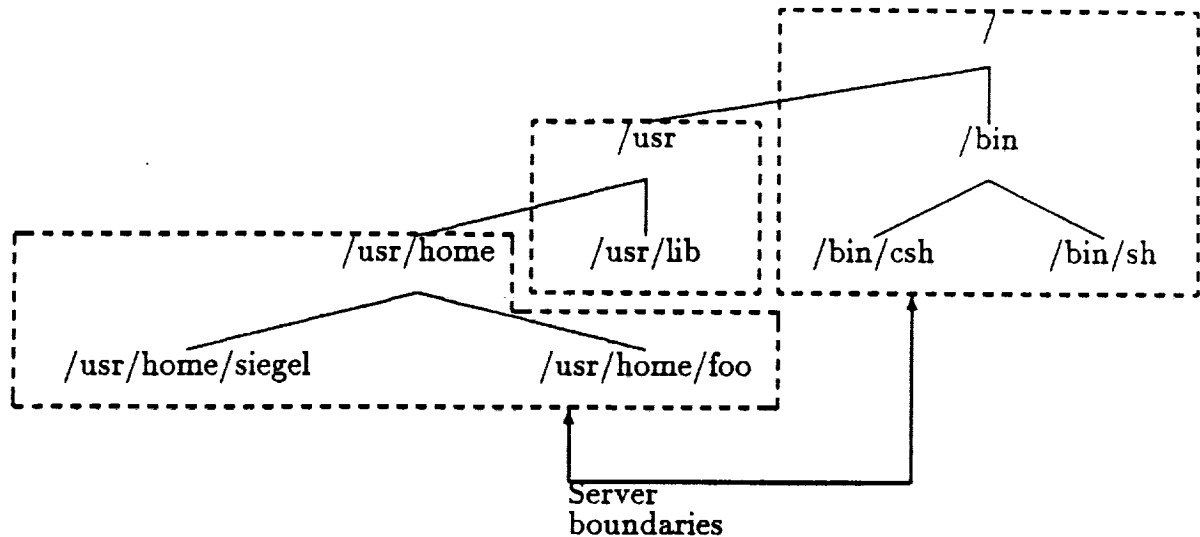 /
/usr
/bin
/usr/home
/usr/lib
/bin/csh
/bin/sh
/usr/home/siegel
/usr/home/foo
Server
boundaries